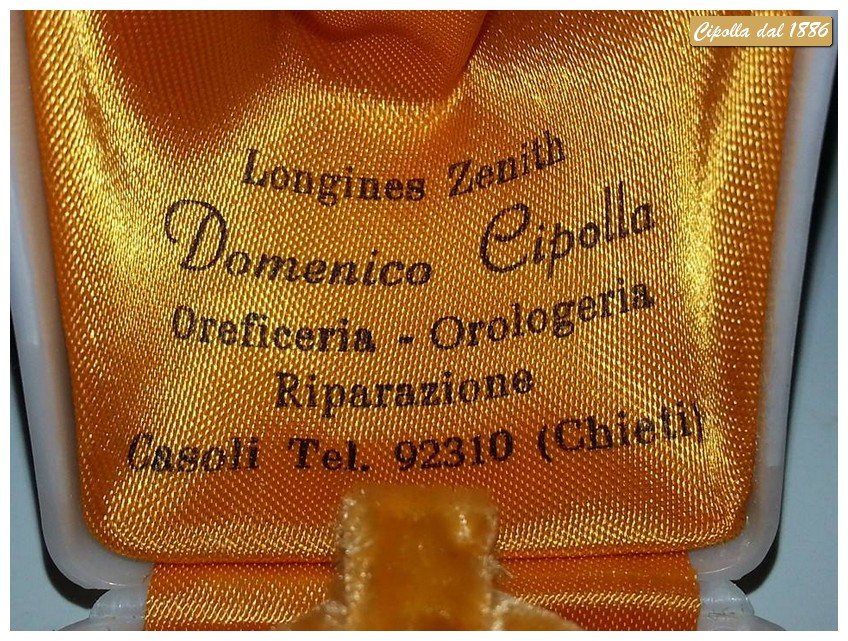 Cipolla dal 1886
Longines Zenith
Domenico Cipolla
Oreficeria - Orologeria
Riparazione
Casoli Tel. 92310 (Chieti)